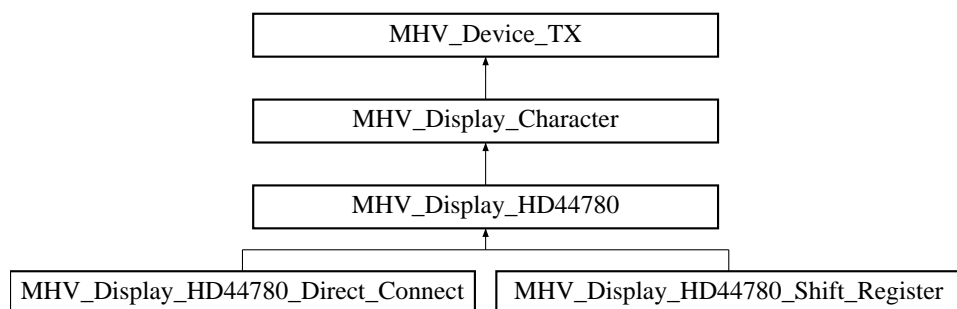 MHV_Device_TX
MHV_Display_Character
MHV_Display_HD44780
MHV_Display_HD44780_Direct_Connect
MHV_Display_HD44780_Shift_Register